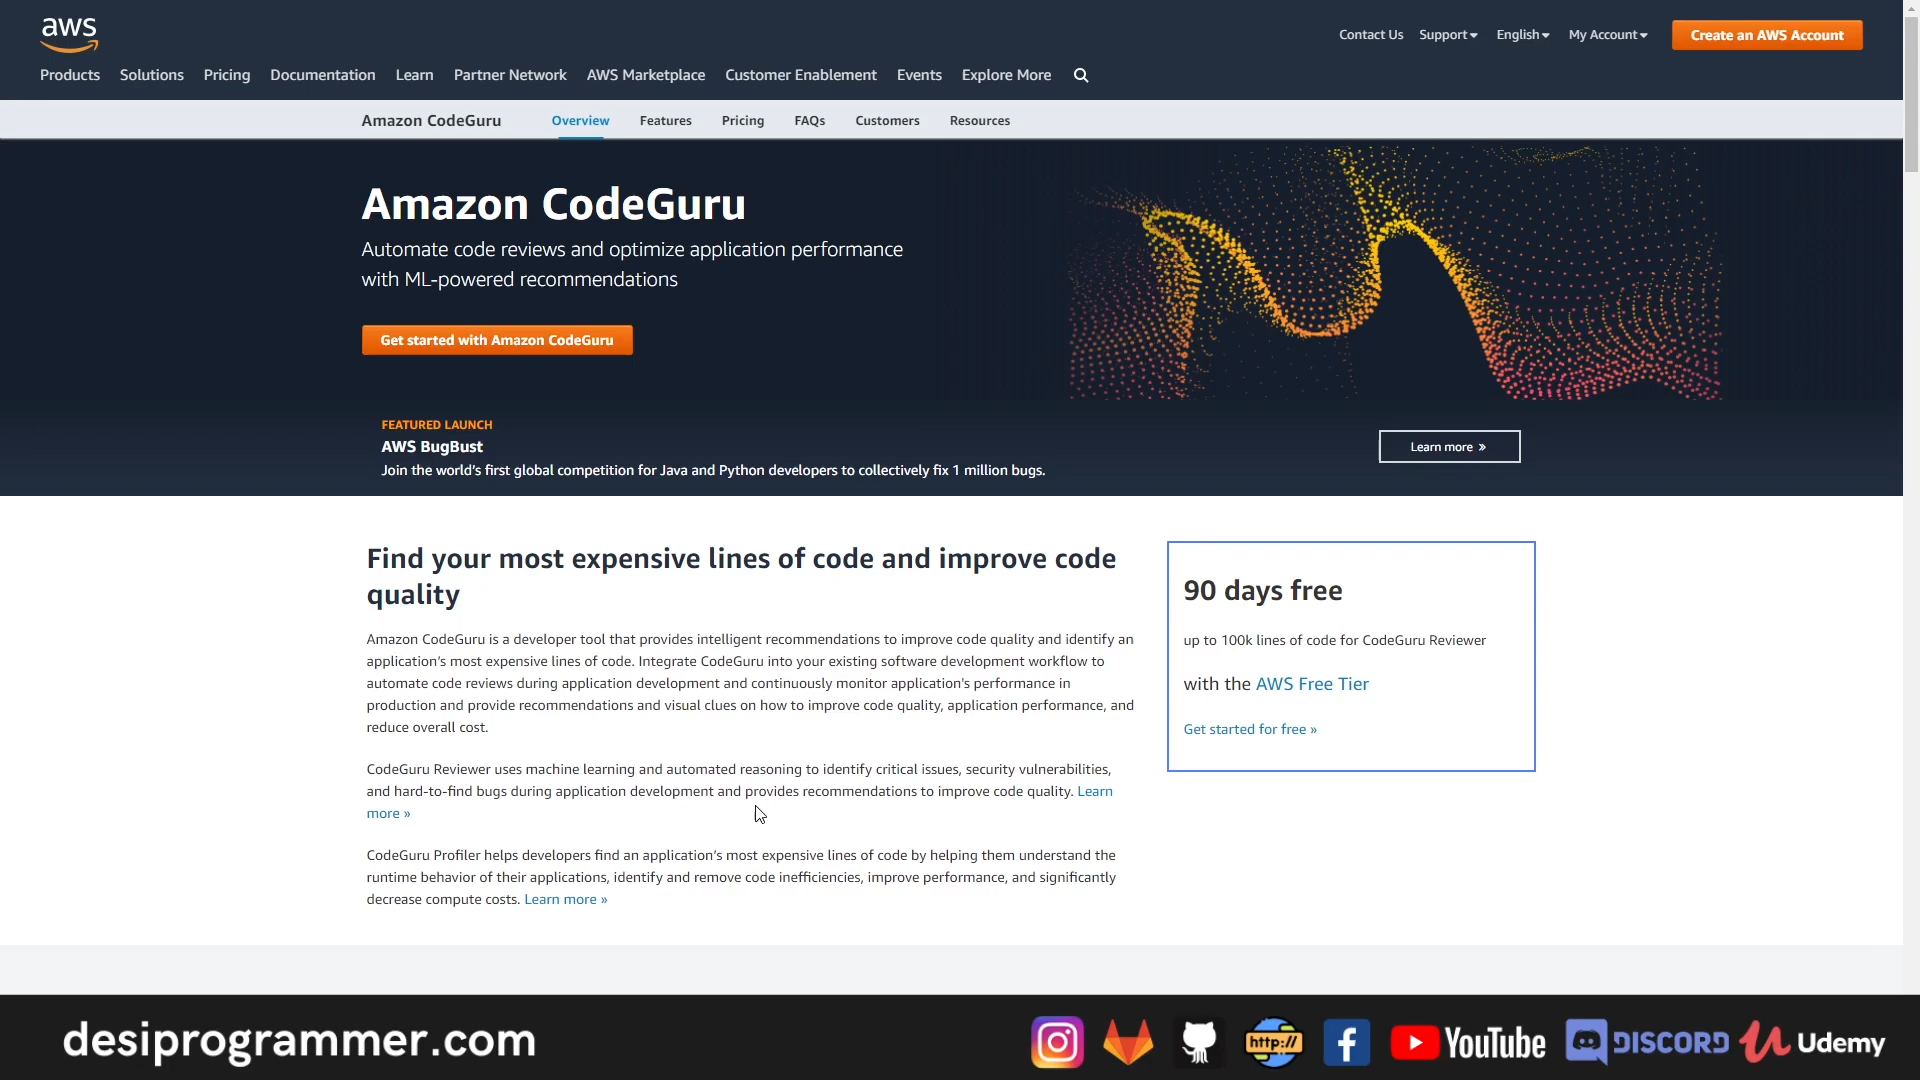 aws
Contact Us Support English My Account Create an AWS Account
Products Solutions Pricing Documentation Learn Partner Network AWS Marketplace Customer Enablement Events Explore More
Amazon CodeGuru Overview Features Pricing FAQs Customers Resources
Amazon CodeGuru
Automate code reviews and optimize application performance
with ML-powered recommendations
Get started with Amazon CodeGuru
FEATURED LAUNCH
AWS BugBust
Join the world's first global competition for Java and Python developers to collectively fix 1 million bugs.
Learn more »
Find your most expensive lines of code and improve code
quality
Amazon CodeGuru is a developer tool that provides intelligent recommendations to improve code quality and identify an
application's most expensive lines of code. Integrate CodeGuru into your existing software development workflow to
automate code reviews during application development and continuously monitor application's performance in
production and provide recommendations and visual clues on how to improve code quality, application performance, and
reduce overall cost.
CodeGuru Reviewer uses machine learning and automated reasoning to identify critical issues, security vulnerabilities,
and hard-to-find bugs during application development and provides recommendations to improve code quality. Learn
more »
CodeGuru Profiler helps developers find an application's most expensive lines of code by helping them understand the
runtime behavior of their applications, identify and remove code inefficiencies, improve performance, and significantly
decrease compute costs. Learn more »
90 days free
up to 100k lines of code for CodeGuru Reviewer
with the AWS Free Tier
Get started for free »
desiprogrammer.com http:// YouTube DISCORD Udemy